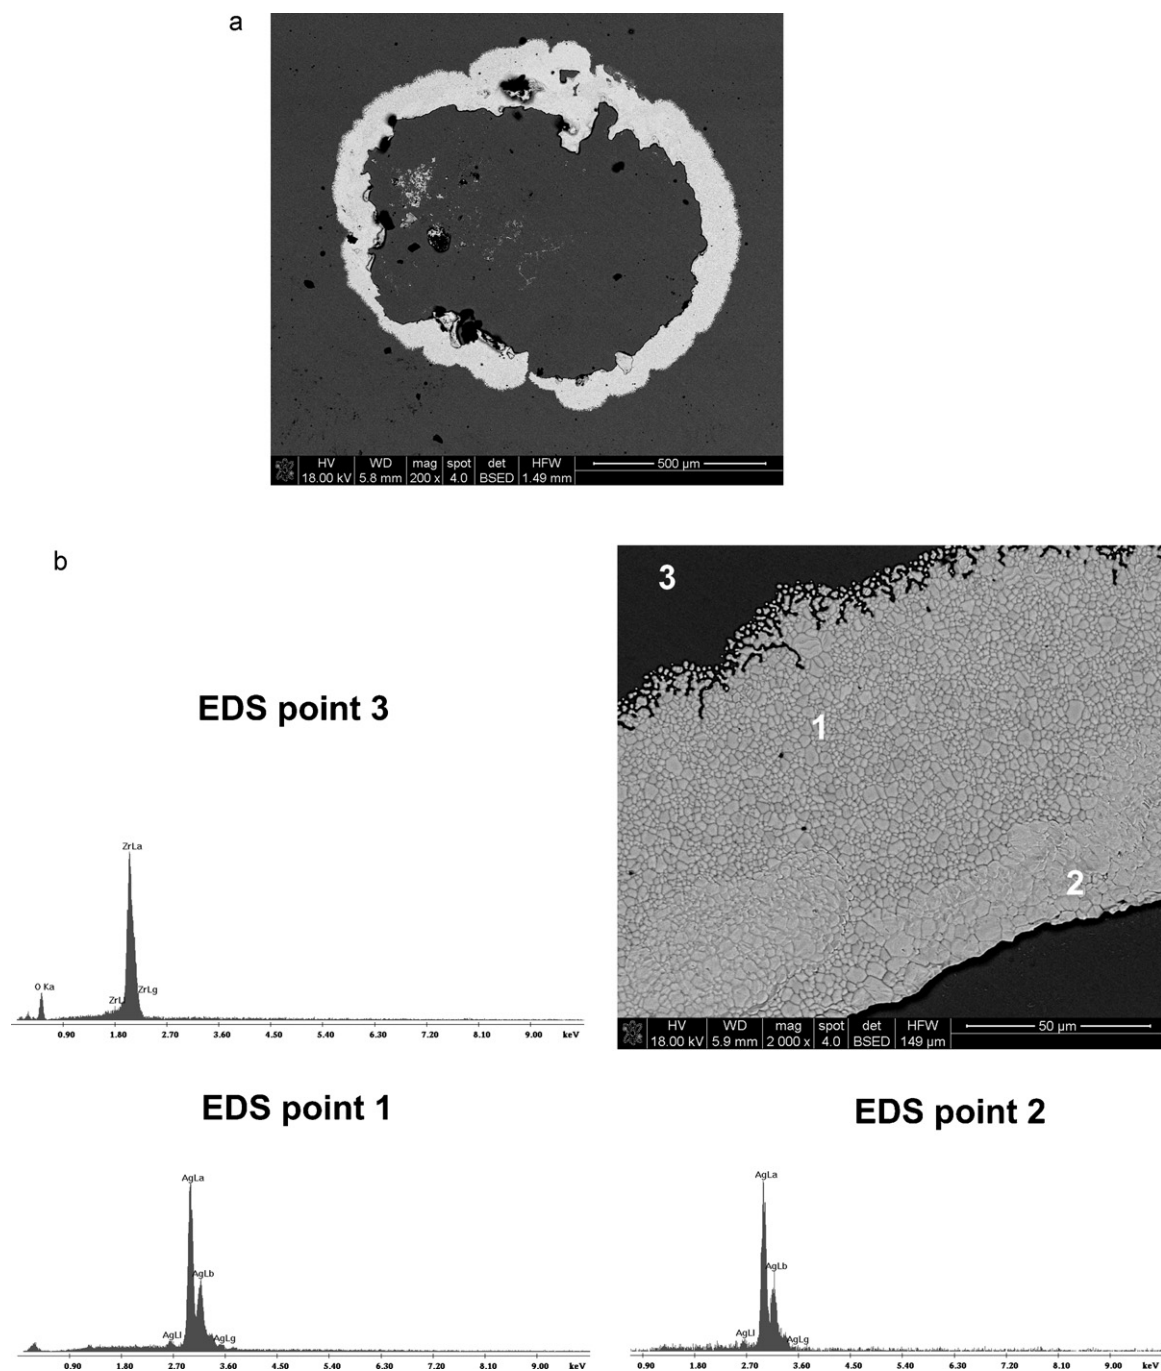 a
HV WD mag spot det HFW 500 µm
18.00 kV 5.8 mm 200 x 4.0 BSED 1.49 mm
b
3
EDS point 3
1
2
ZrLa
O Ka ZrLl ZrLg
0.90 1.80 2.70 3.60 4.50 5.40 6.30 7.20 8.10 9.00 keV
HV WD mag spot det HFW 50 µm
18.00 kV 5.9 mm 2 000 x 4.0 BSED 149 µm
EDS point 1
EDS point 2
AgLa
AgLb
AgLl AgLg
0.90 1.80 2.70 3.60 4.50 5.40 6.30 7.20 8.10 9.00 keV
AgLa
AgLb
AgLl AgLg
0.90 1.80 2.70 3.60 4.50 5.40 6.30 7.20 8.10 9.00